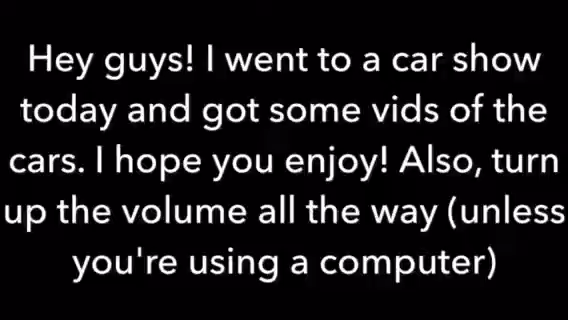 Hey guys! I went to a car show
today and got some vids of the
cars. I hope you enjoy! Also, turn
up the volume all the way (unless
you're using a computer)